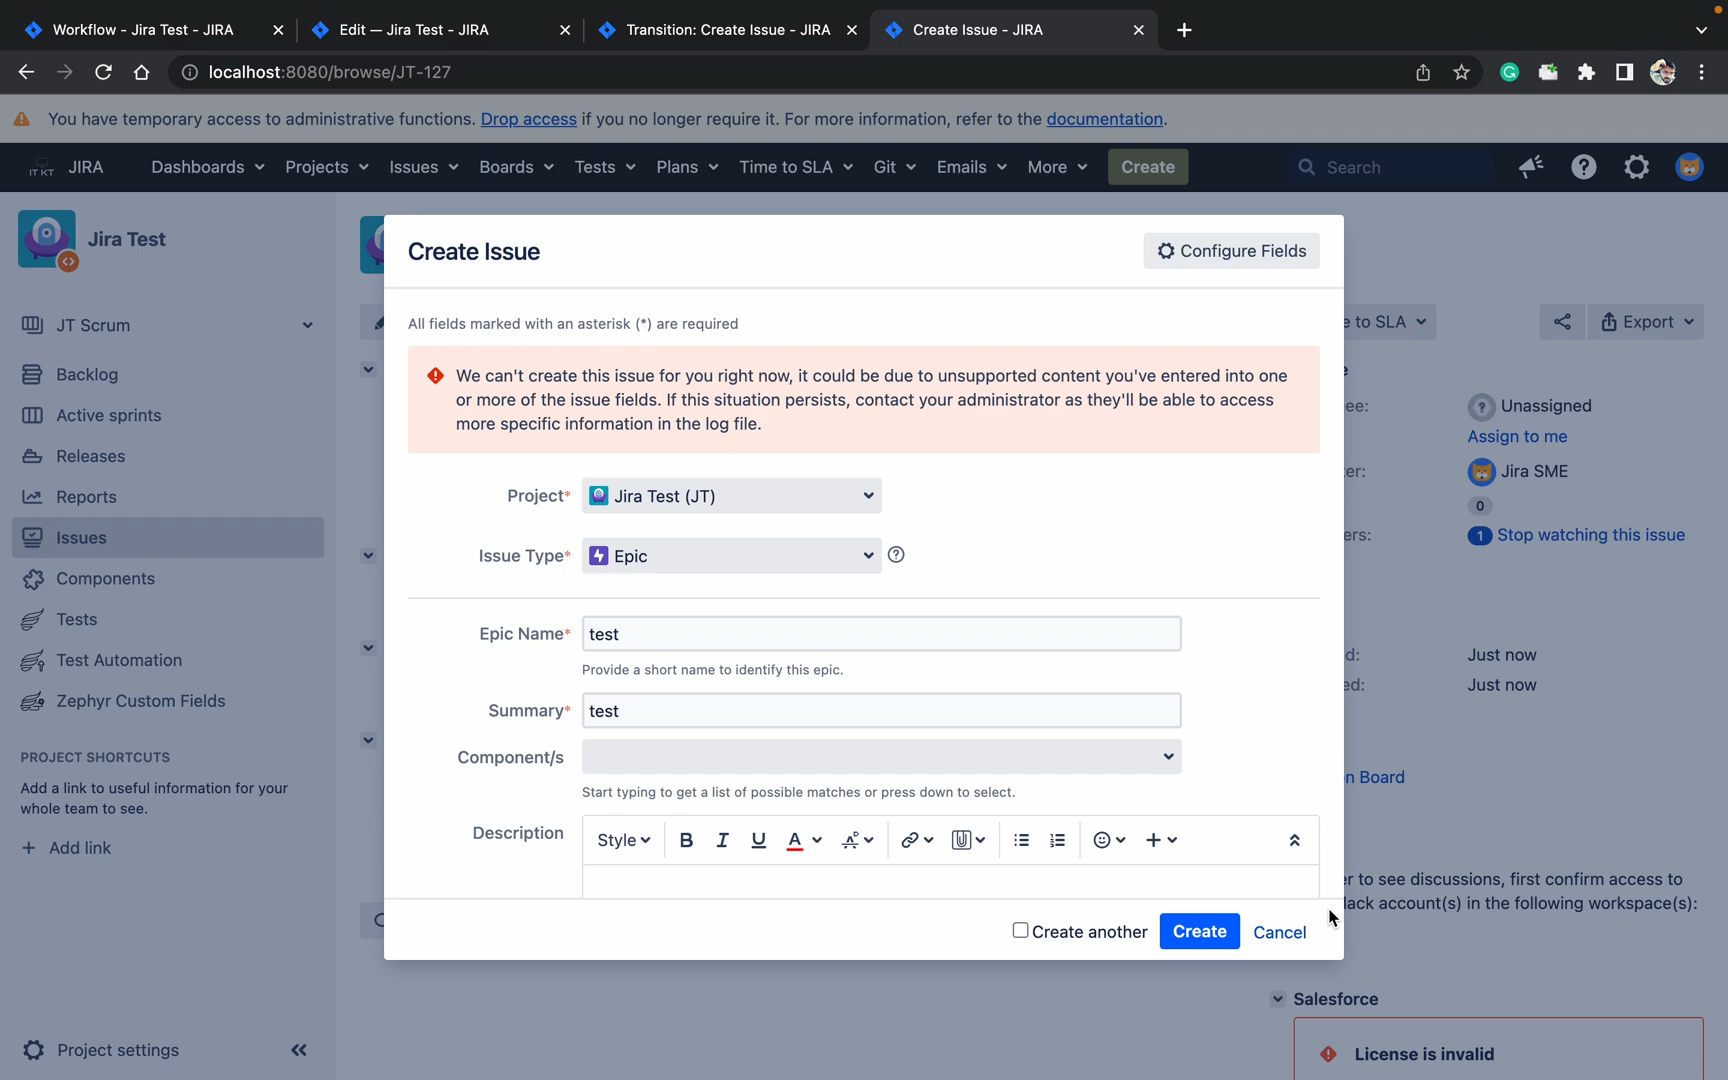 Workflow - Jira Test - JIRA
Edit — Jira Test - JIRA
Transition: Create Issue - JIRA
Create Issue - JIRA
localhost:8080/browse/JT-127
You have temporary access to administrative functions. Drop access if you no longer require it. For more information, refer to the documentation.
JIRA Dashboards Projects Issues Boards Tests Plans Time to SLA Git Emails More Create Search
Jira Test
JT Scrum
Backlog
Active sprints
Releases
Reports
Issues
Components
Tests
Test Automation
Zephyr Custom Fields
PROJECT SHORTCUTS
Add a link to useful information for your
whole team to see.
+ Add link
Project settings
Create Issue
Configure Fields
All fields marked with an asterisk (*) are required
We can't create this issue for you right now, it could be due to unsupported content you've entered into one
or more of the issue fields. If this situation persists, contact your administrator as they'll be able to access
more specific information in the log file.
Project* Jira Test (JT)
Issue Type* Epic
Epic Name* test
Provide a short name to identify this epic.
Summary* test
Component/s
Start typing to get a list of possible matches or press down to select.
Description Style B I U A
Create another Create Cancel
e to SLA
Export
e
ee: Unassigned
Assign to me
er: Jira SME
0
ers: 1 Stop watching this issue
d: Just now
ed: Just now
n Board
er to see discussions, first confirm access to
lack account(s) in the following workspace(s):
Salesforce
License is invalid